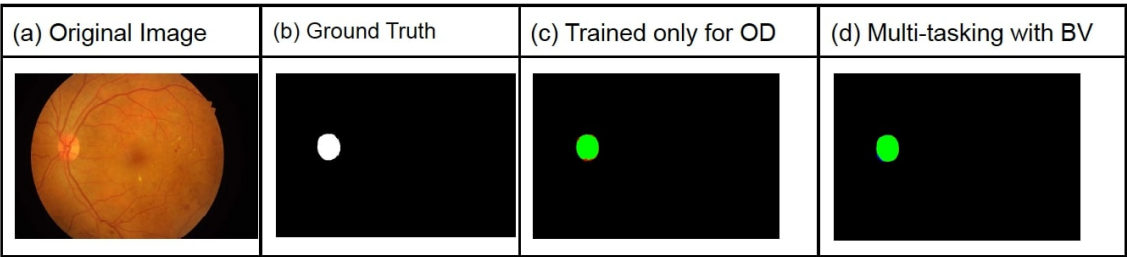 (a) Original Image
(b) Ground Truth
(c) Trained only for OD
(d) Multi-tasking with BV